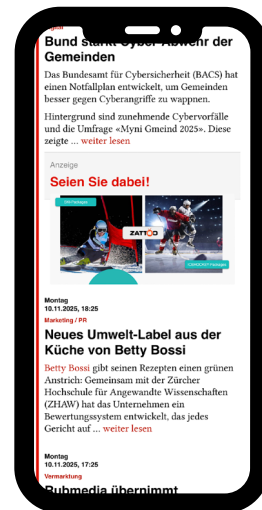 Digital
Bund stärkt Cyber-Abwehr der
Gemeinden
Das Bundesamt für Cybersicherheit (BACS) hat
einen Notfallplan entwickelt, um Gemeinden
besser gegen Cyberangriffe zu wappnen.
Hintergrund sind zunehmende Cybervorfälle
und die Umfrage «Myni Gmeind 2025». Diese
zeigte ... weiter lesen
Anzeige
Seien Sie dabei!
ZATTOO
Montag
10.11.2025, 18:25
Marketing / PR
Neues Umwelt-Label aus der
Küche von Betty Bossi
Betty Bossi gibt seinen Rezepten einen grünen
Anstrich: Gemeinsam mit der Zürcher
Hochschule für Angewandte Wissenschaften
(ZHAW) hat das Unternehmen ein
Bewertungssystem entwickelt, das jedes
Gericht auf ... weiter lesen
Montag
10.11.2025, 17:25
Vermarktung
Rubmedia übernimmt